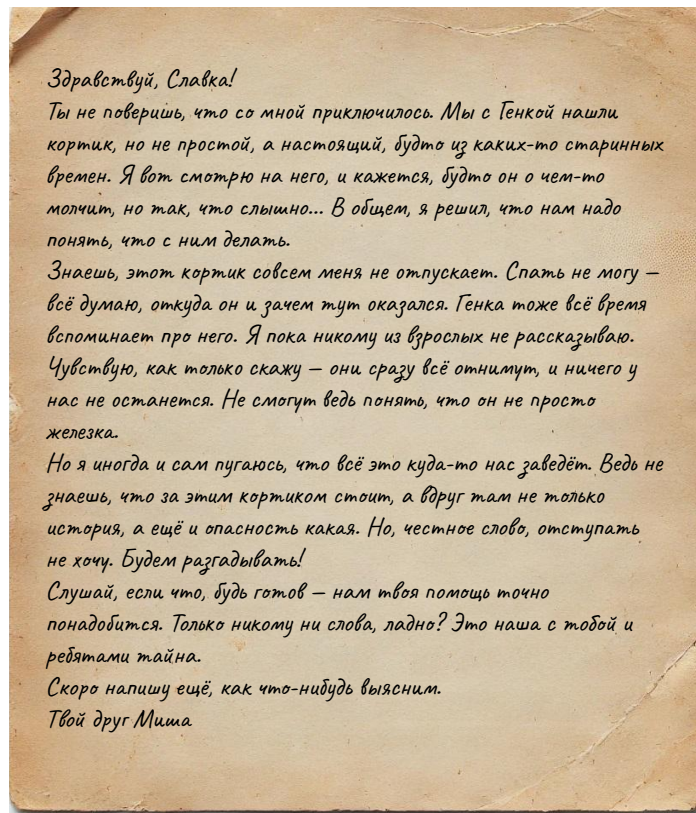 Здравствуй, Славка!
Ты не поверишь, что со мной приключилось. Мы с Генкой нашли
кортик, но не простой, а настоящий, будто из каких-то старинных
времен. Я вот смотрю на него, и кажется, будто он о чем-то
молчит, но так, что слышно... В общем, я решил, что нам надо
понять, что с ним делать.
Знаешь, этот кортик совсем меня не отпускает. Спать не могу –
всё думаю, откуда он и зачем тут оказался. Генка тоже всё время
вспоминает про него. Я пока никому из взрослых не рассказываю.
Чувствую, как только скажу – они сразу всё отнимут, и ничего у
нас не останется. Не смогут ведь понять, что он не просто
железка.
Но я иногда и сам пугаюсь, что всё это куда-то нас заведёт. Ведь не
знаешь, что за этим кортиком стоит, а вдруг там не только
история, а ещё и опасность какая. Но, честное слово, отступать
не хочу. Будем разгадывать!
Слушай, если что, будь готов – нам твоя помощь точно
понадобится. Только никому ни слова, ладно? Это наша с тобой и
ребятами тайна.
Скоро напишу ещё, как что-нибудь выясним.
Твой друг Миша